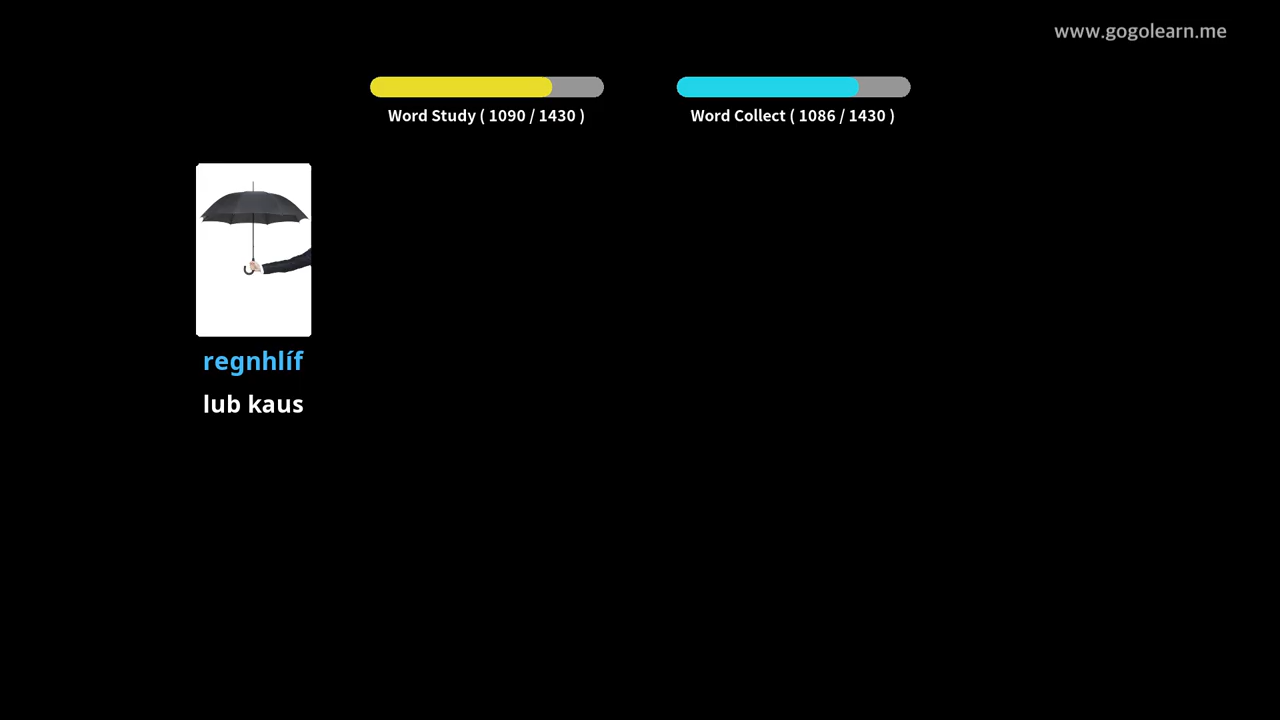 www.gogolearn.me
Word Study ( 1090 / 1430 )
Word Collect ( 1086 / 1430 )
regnhlíf
lub kaus